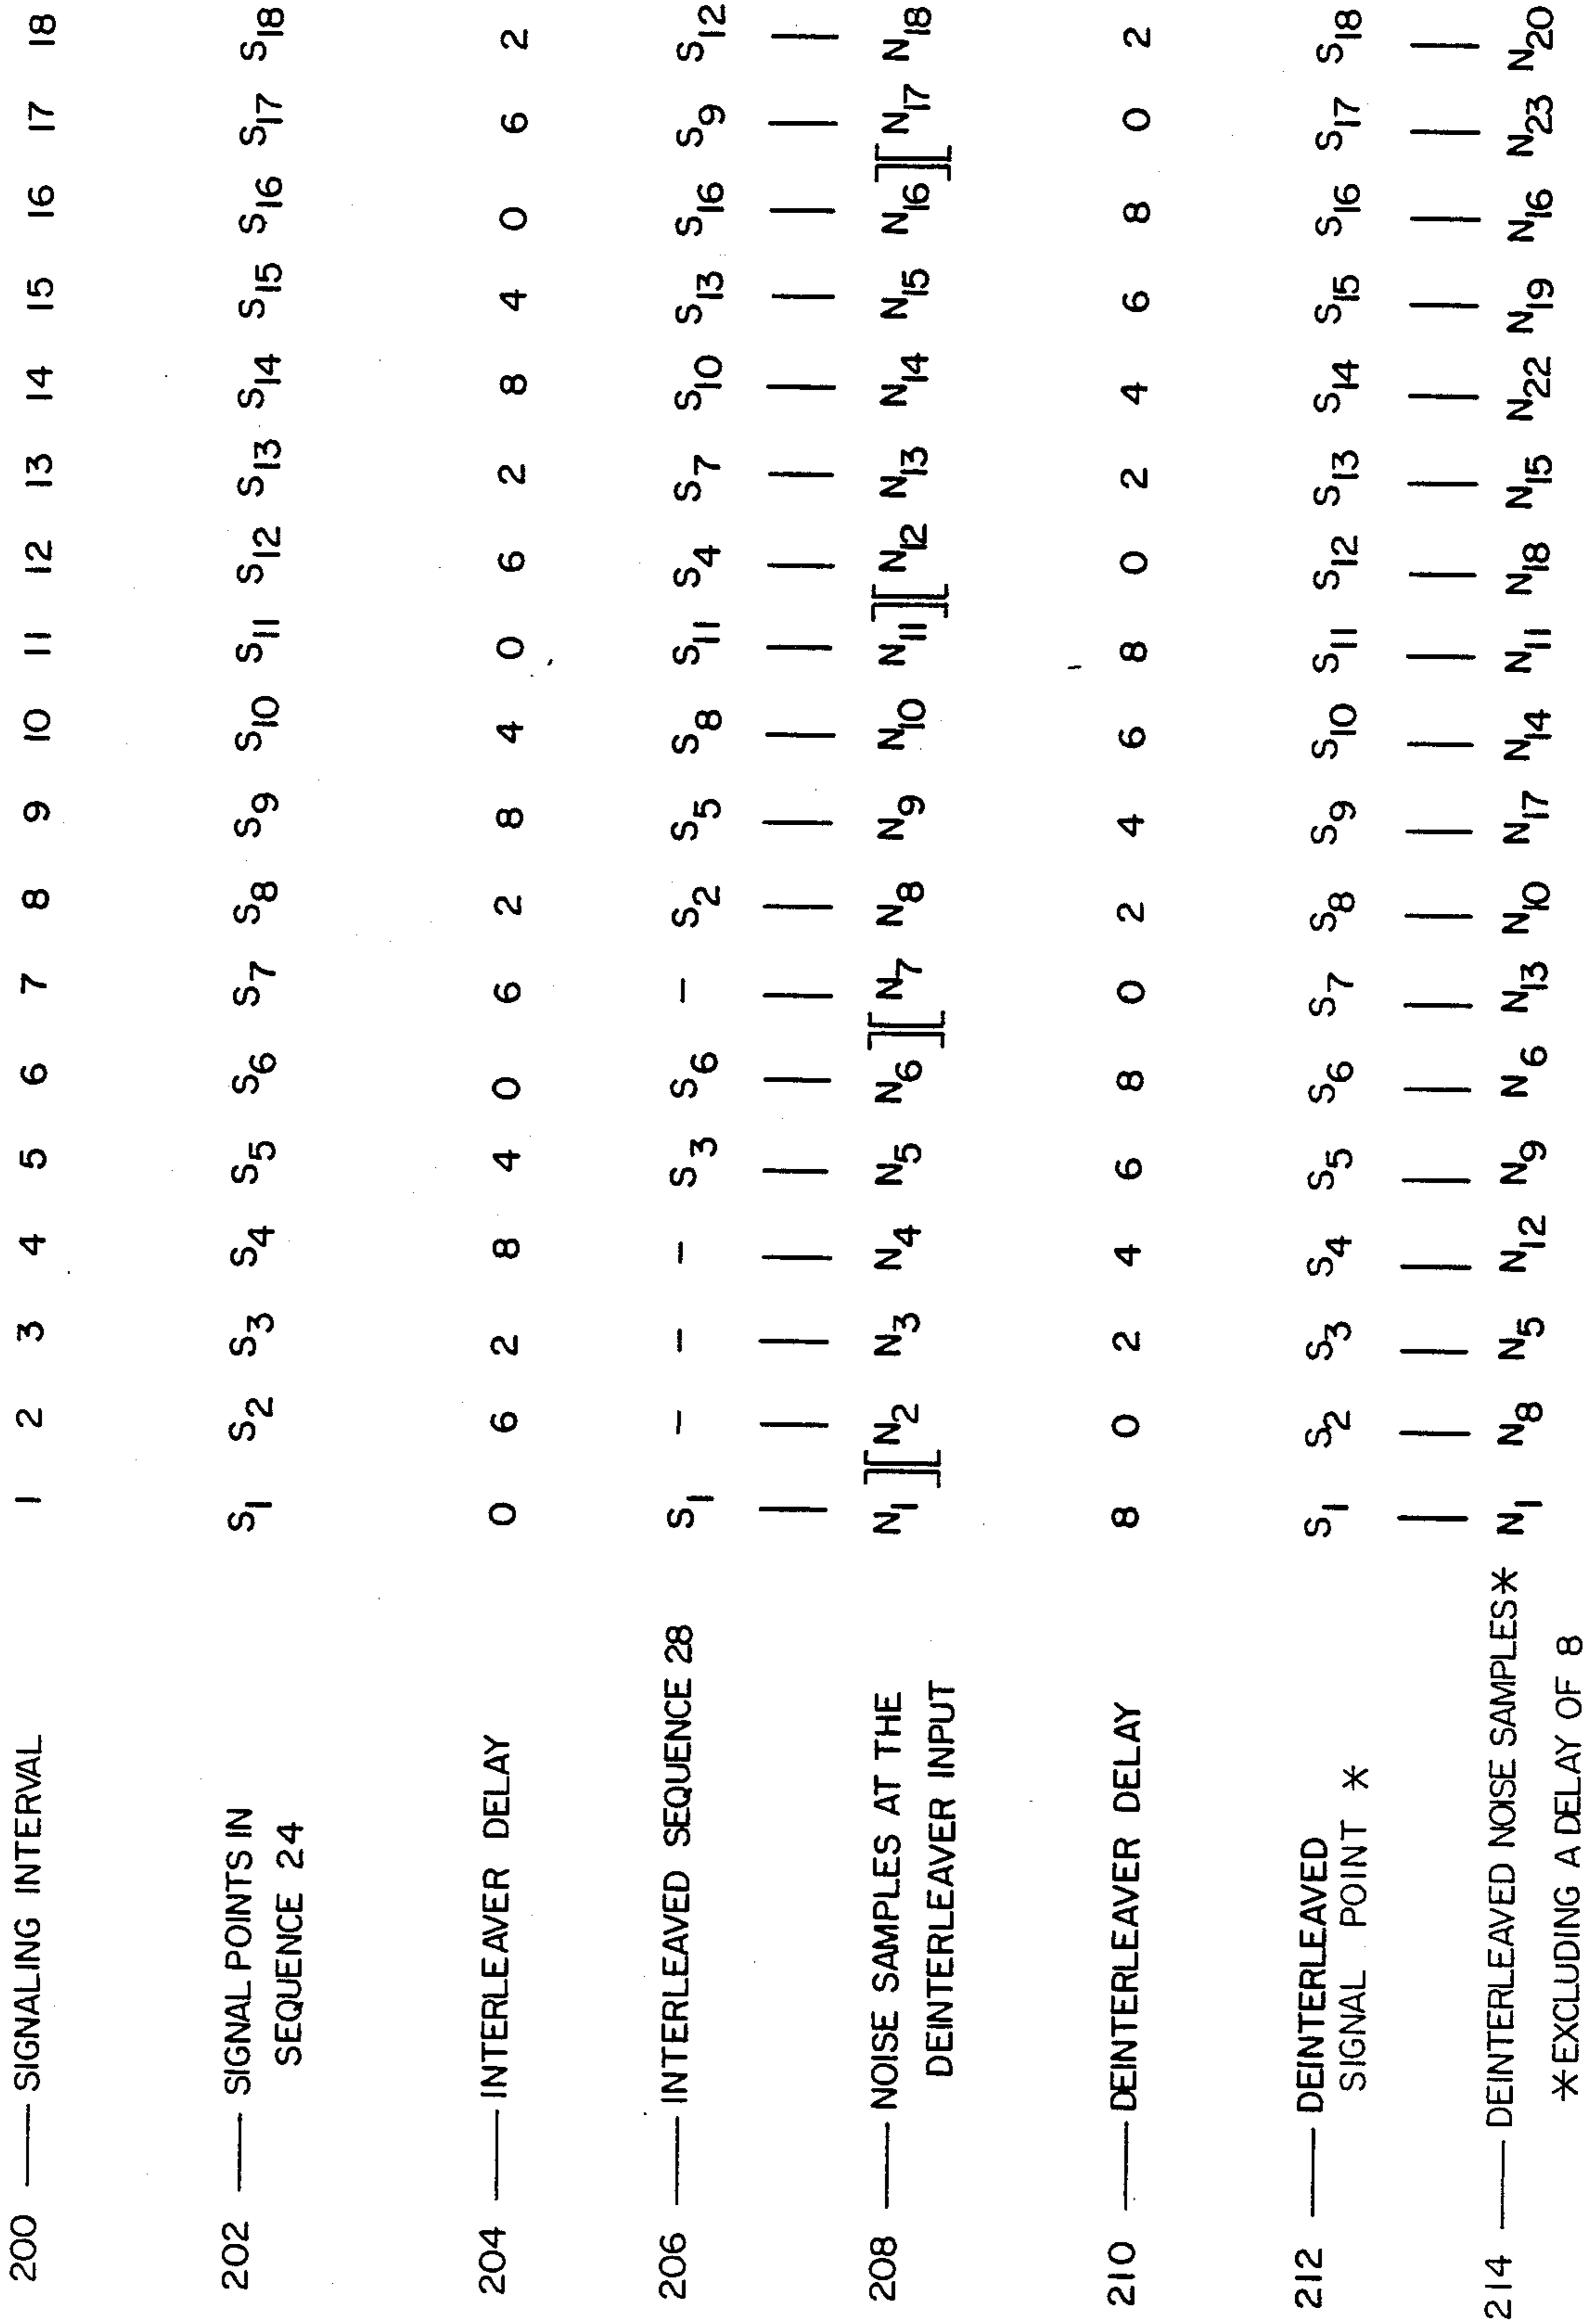 200 — SIGNALING INTERVAL 1 2 3 4 5 6 7 8 9 10 11 12 13 14 15 16 17 18
202 — SIGNAL POINTS IN S1 S2 S3 S4 S5 S6 S7 S8 S9 S10 S11 S12 S13 S14 S15 S16 S17 S18
SEQUENCE 24
204 — INTERLEAVER DELAY 0 6 2 8 4 0 6 2 8 4 0 6 2 8 4 0 6 2
206 — INTERLEAVED SEQUENCE 28 S1 – – – S3 S6 – S2 S5 S8 S11 S4 S7 S10 S13 S16 S9 S12
208 — NOISE SAMPLES AT THE N1 ][ N2 N3 N4 N5 N6 ][ N7 N8 N9 N10 N11 ][ N12 N13 N14 N15 N16 ][ N17 N18
DEINTERLEAVER INPUT
210 — DEINTERLEAVER DELAY 8 0 2 4 6 8 0 2 4 6 8 0 2 4 6 8 0 2
212 — DEINTERLEAVED S1 S2 S3 S4 S5 S6 S7 S8 S9 S10 S11 S12 S13 S14 S15 S16 S17 S18
SIGNAL POINT *
214 — DEINTERLEAVED NOISE SAMPLES* N1 N8 N5 N12 N9 N6 N13 N10 N17 N14 N11 N18 N15 N22 N19 N16 N23 N20
*EXCLUDING A DELAY OF 8